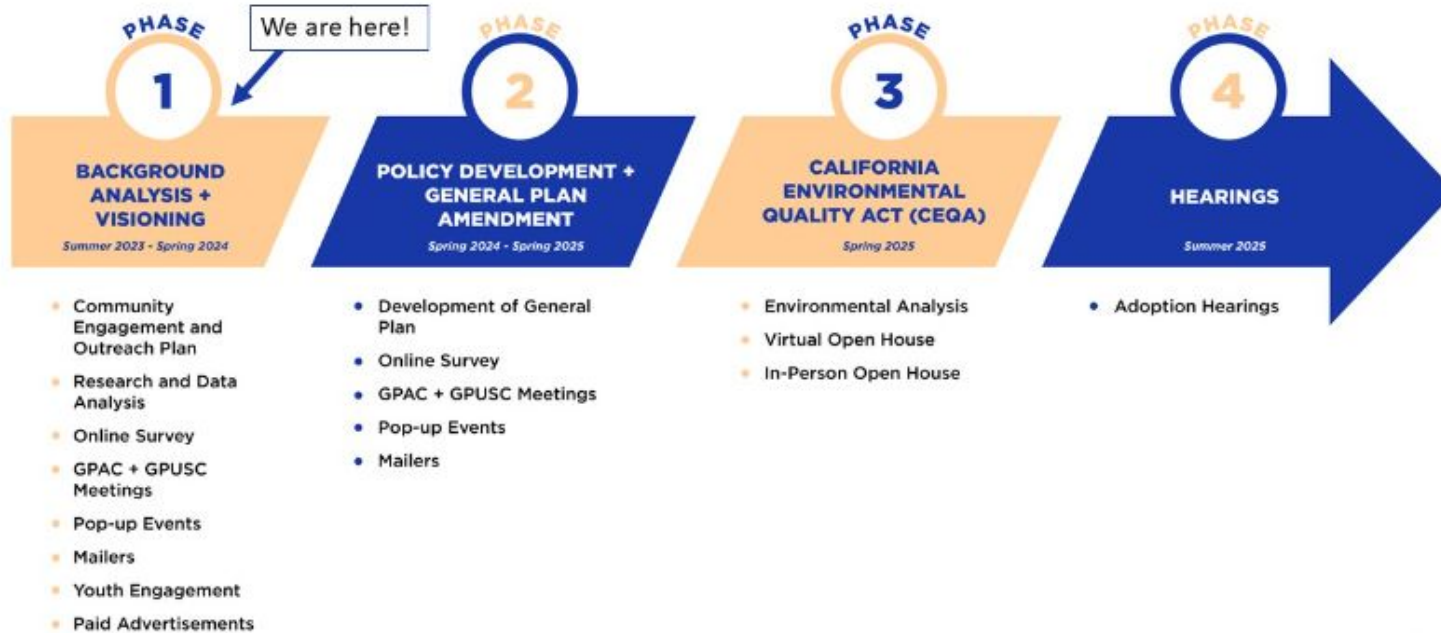 PHASE
1
We are here!
BACKGROUND
ANALYSIS +
VISIONING
Summer 2023 - Spring 2024
Community
Engagement and
Outreach Plan
Research and Data
Analysis
Online Survey
GPAC + GPUSC
Meetings
Pop-up Events
Mailers
Youth Engagement
Paid Advertisements
PHASE
2
POLICY DEVELOPMENT +
GENERAL PLAN
AMENDMENT
Spring 2024 - Spring 2025
Development of General
Plan
Online Survey
GPAC + GPUSC Meetings
Pop-up Events
Mailers
PHASE
3
CALIFORNIA
ENVIRONMENTAL
QUALITY ACT (CEQA)
Spring 2025
Environmental Analysis
Virtual Open House
In-Person Open House
PHASE
4
HEARINGS
Summer 2025
Adoption Hearings